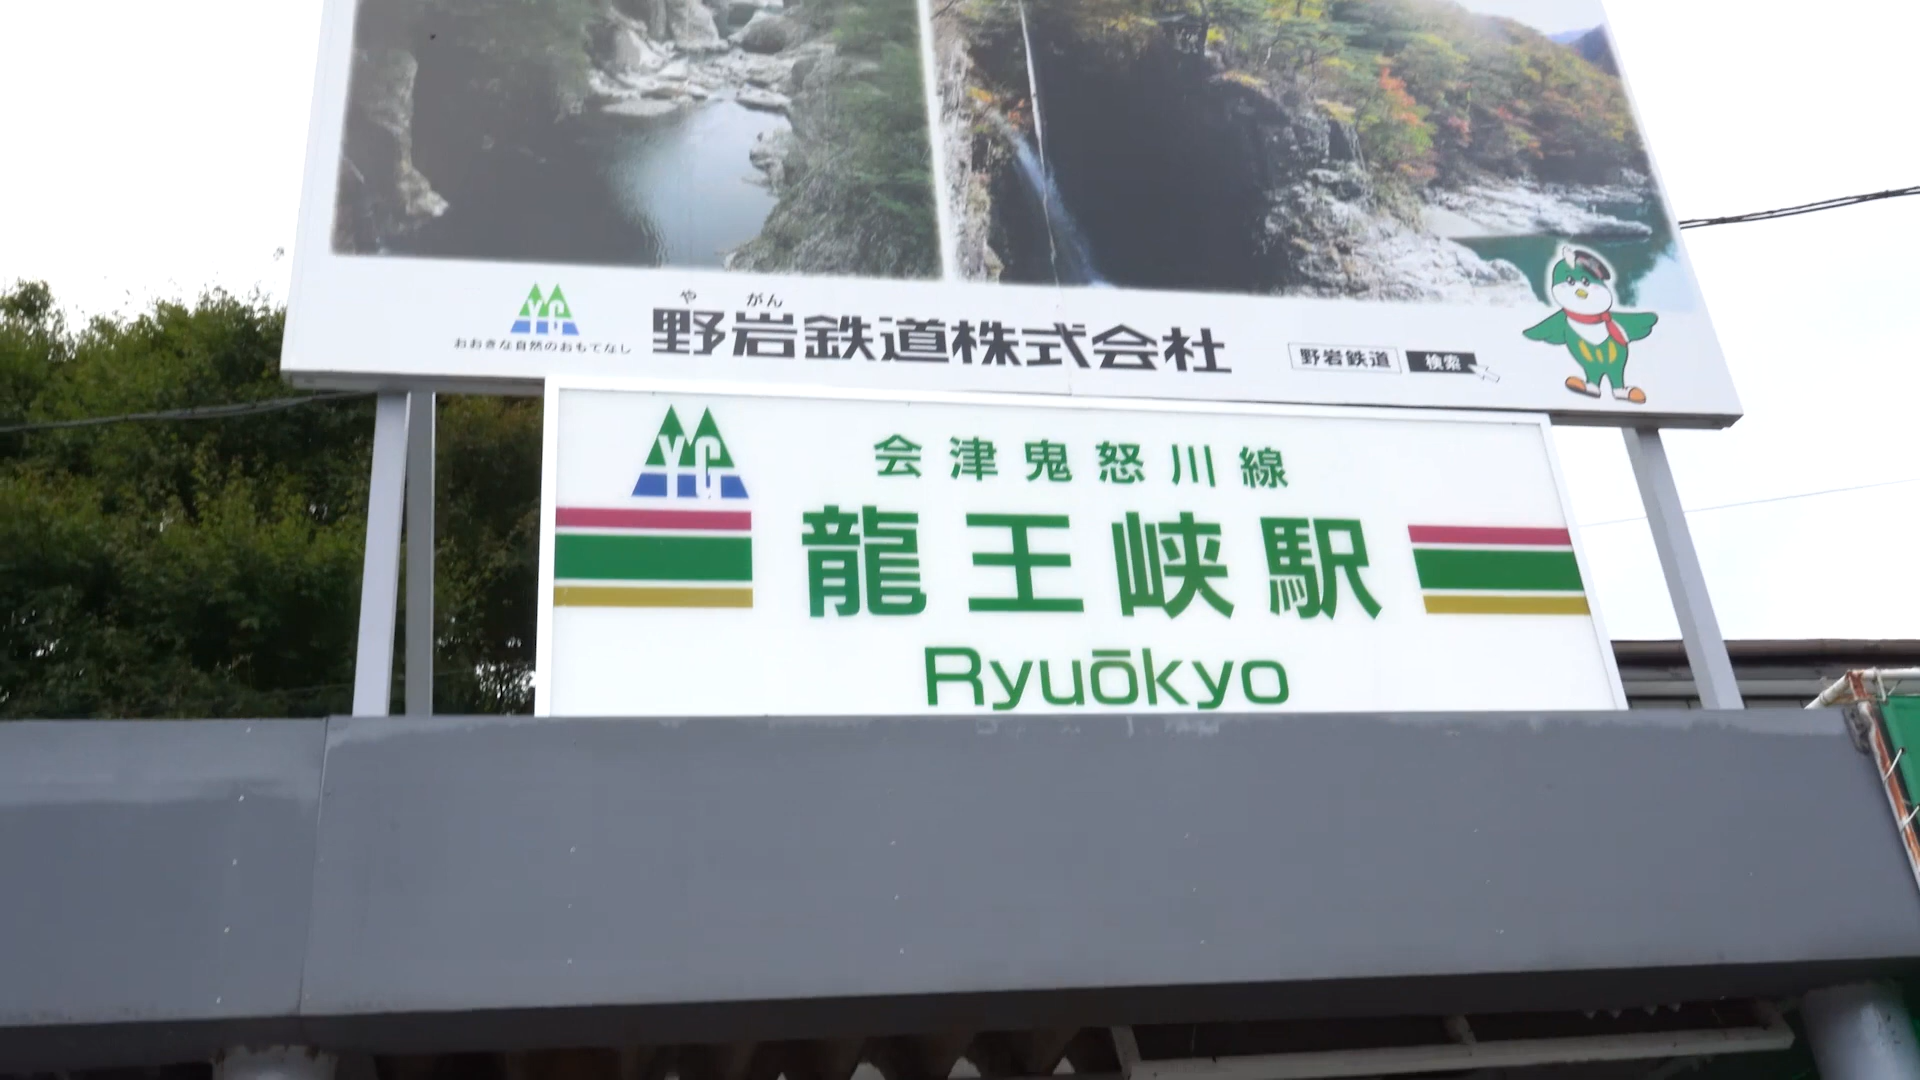 や がん
YG
おおきな自然のおもてなし
野岩鉄道株式会社
野岩鉄道 検索
YG
会津鬼怒川線
龍王峡駅
Ryuōkyo